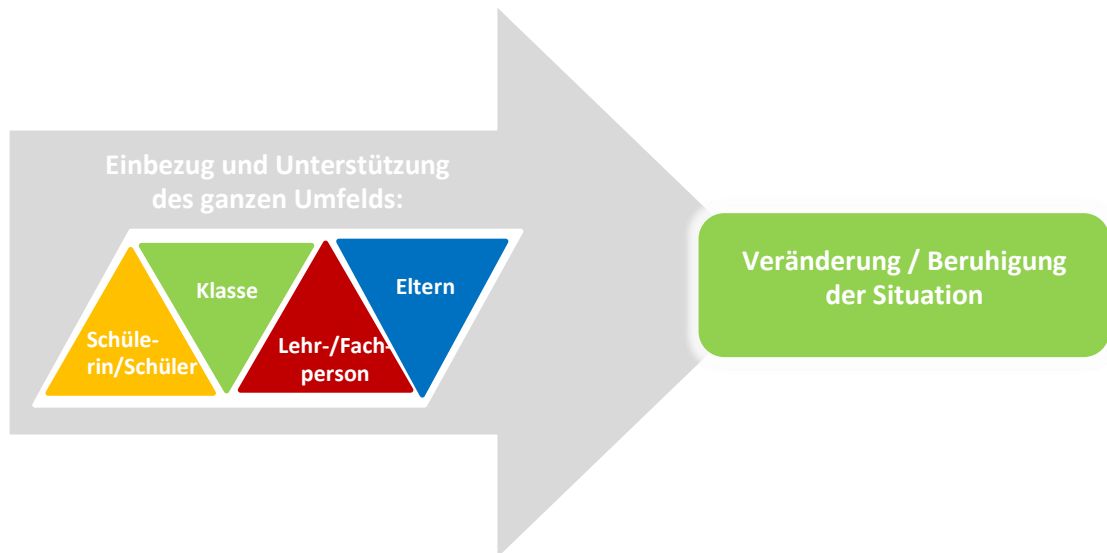 Einbezug und Unterstützung
des ganzen Umfelds:
Klasse
Eltern
Schüle-
rin/Schüler
Lehr-/Fach-
person
Veränderung / Beruhigung
der Situation